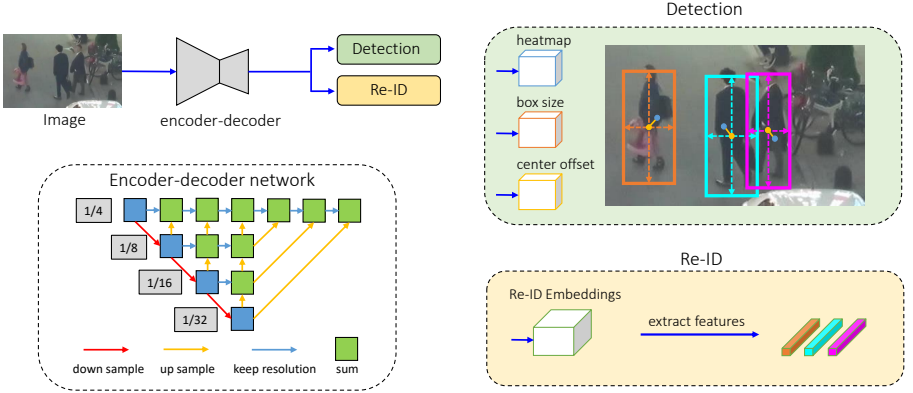 Image
encoder-decoder
Detection
Re-ID
Encoder-decoder network
1/4
1/8
1/16
1/32
down sample
up sample
keep resolution
sum
Detection
heatmap
box size
center offset
Re-ID
Re-ID Embeddings
extract features